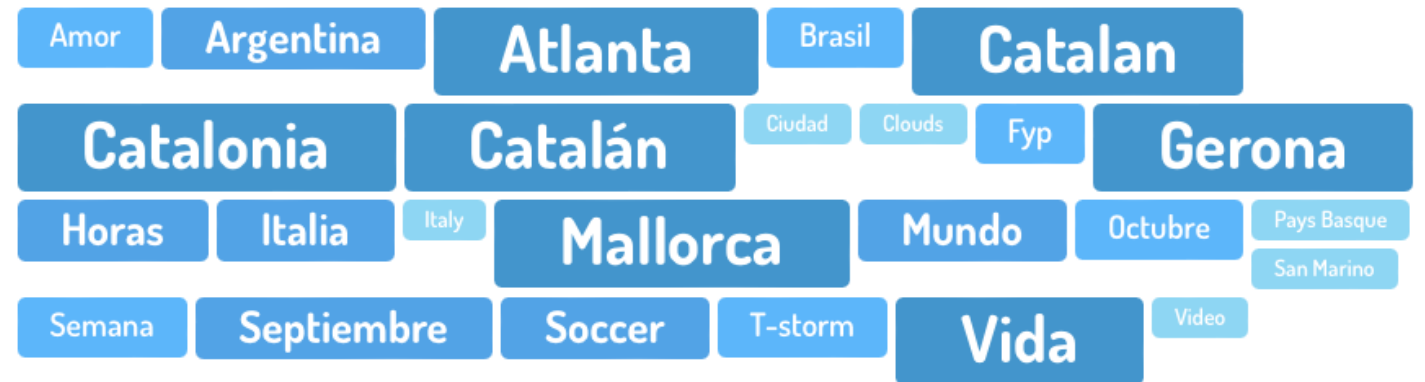 Amor Argentina Atlanta Brasil Catalan
Catalonia Catalán Ciudad Clouds Fyp Gerona
Horas Italia Italy Mallorca Mundo Octubre Pays Basque
San Marino
Semana Septiembre Soccer T-storm Vida Video